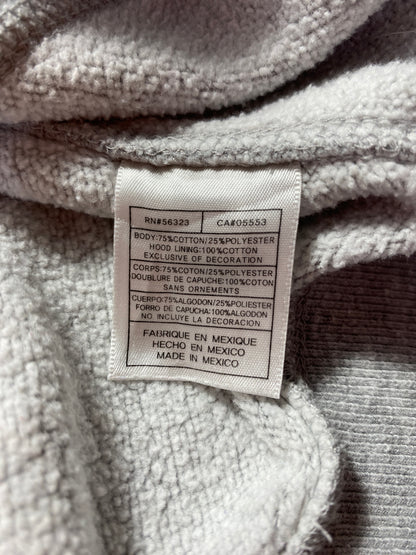 RN#56323 CA#05553
BODY:75%COTTON/25%POLYESTER
HOOD LINING:100%COTTON
EXCLUSIVE OF DECORATION
CORPS:75%COTON/25%POLYESTER
DOUBLURE DE CAPUCHE:100%COTON
SANS ORNEMENTS
CUERPO:75%ALGODON/25%POLIESTER
FORRO DE CAPUCHA:100%ALGODON
NO INCLUYE LA DECORACION
FABRIQUE EN MEXIQUE
HECHO EN MEXICO
MADE IN MEXICO